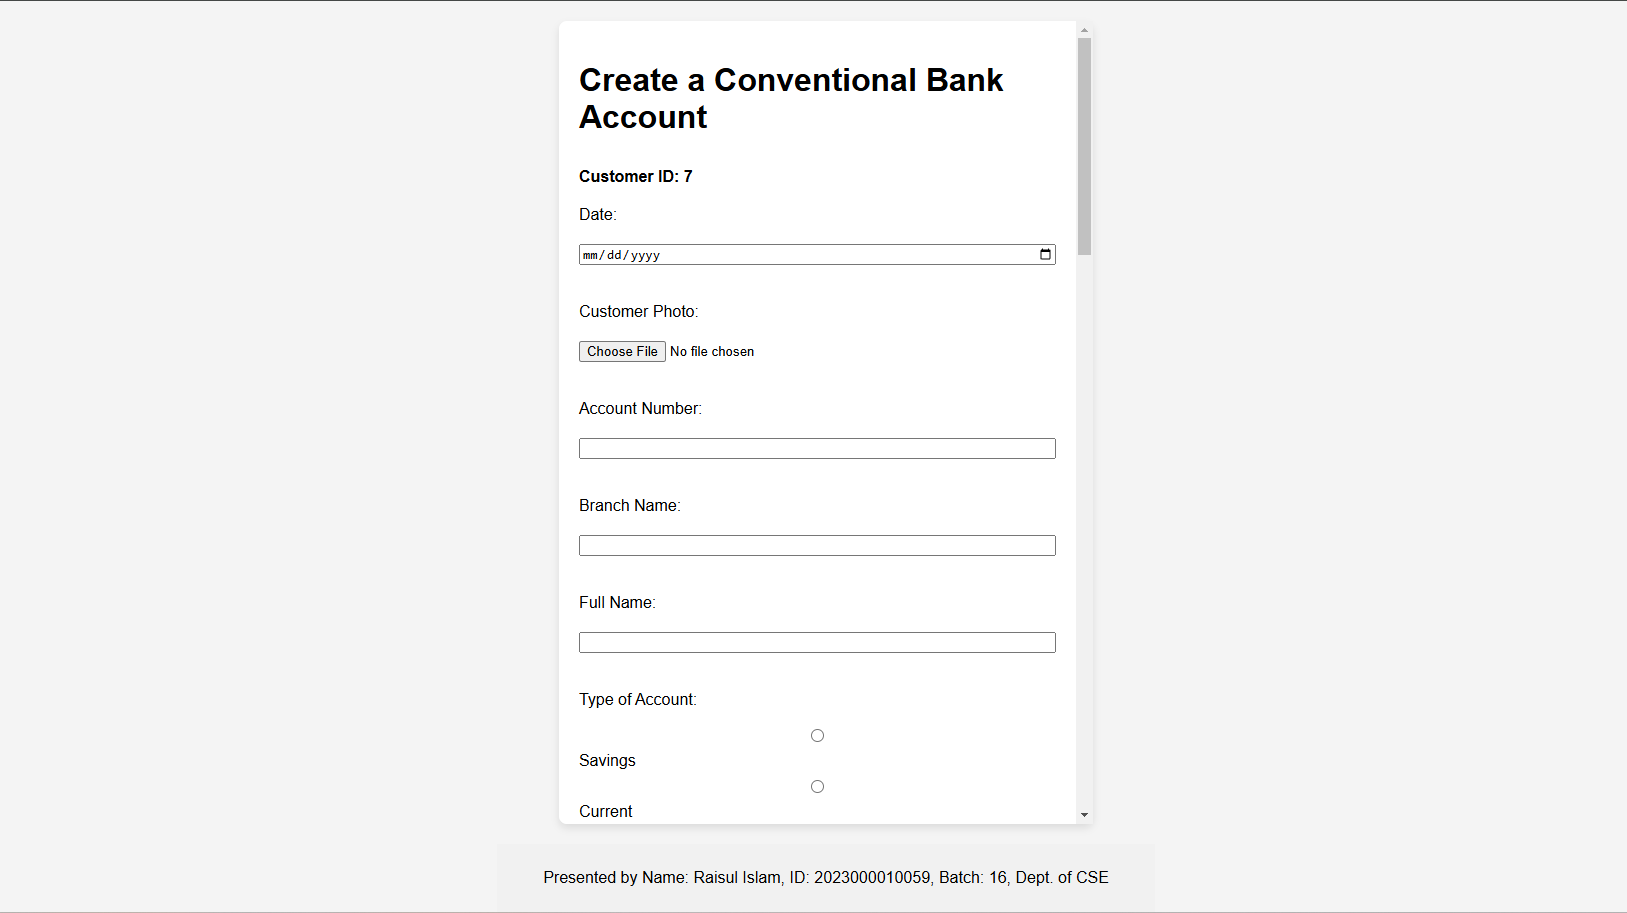 Create a Conventional Bank
Account
Customer ID: 7
Date:
mm/dd/yyyy
Customer Photo:
Choose File No file chosen
Account Number:
Branch Name:
Full Name:
Type of Account:
Savings
Current
Presented by Name: Raisul Islam, ID: 2023000010059, Batch: 16, Dept. of CSE